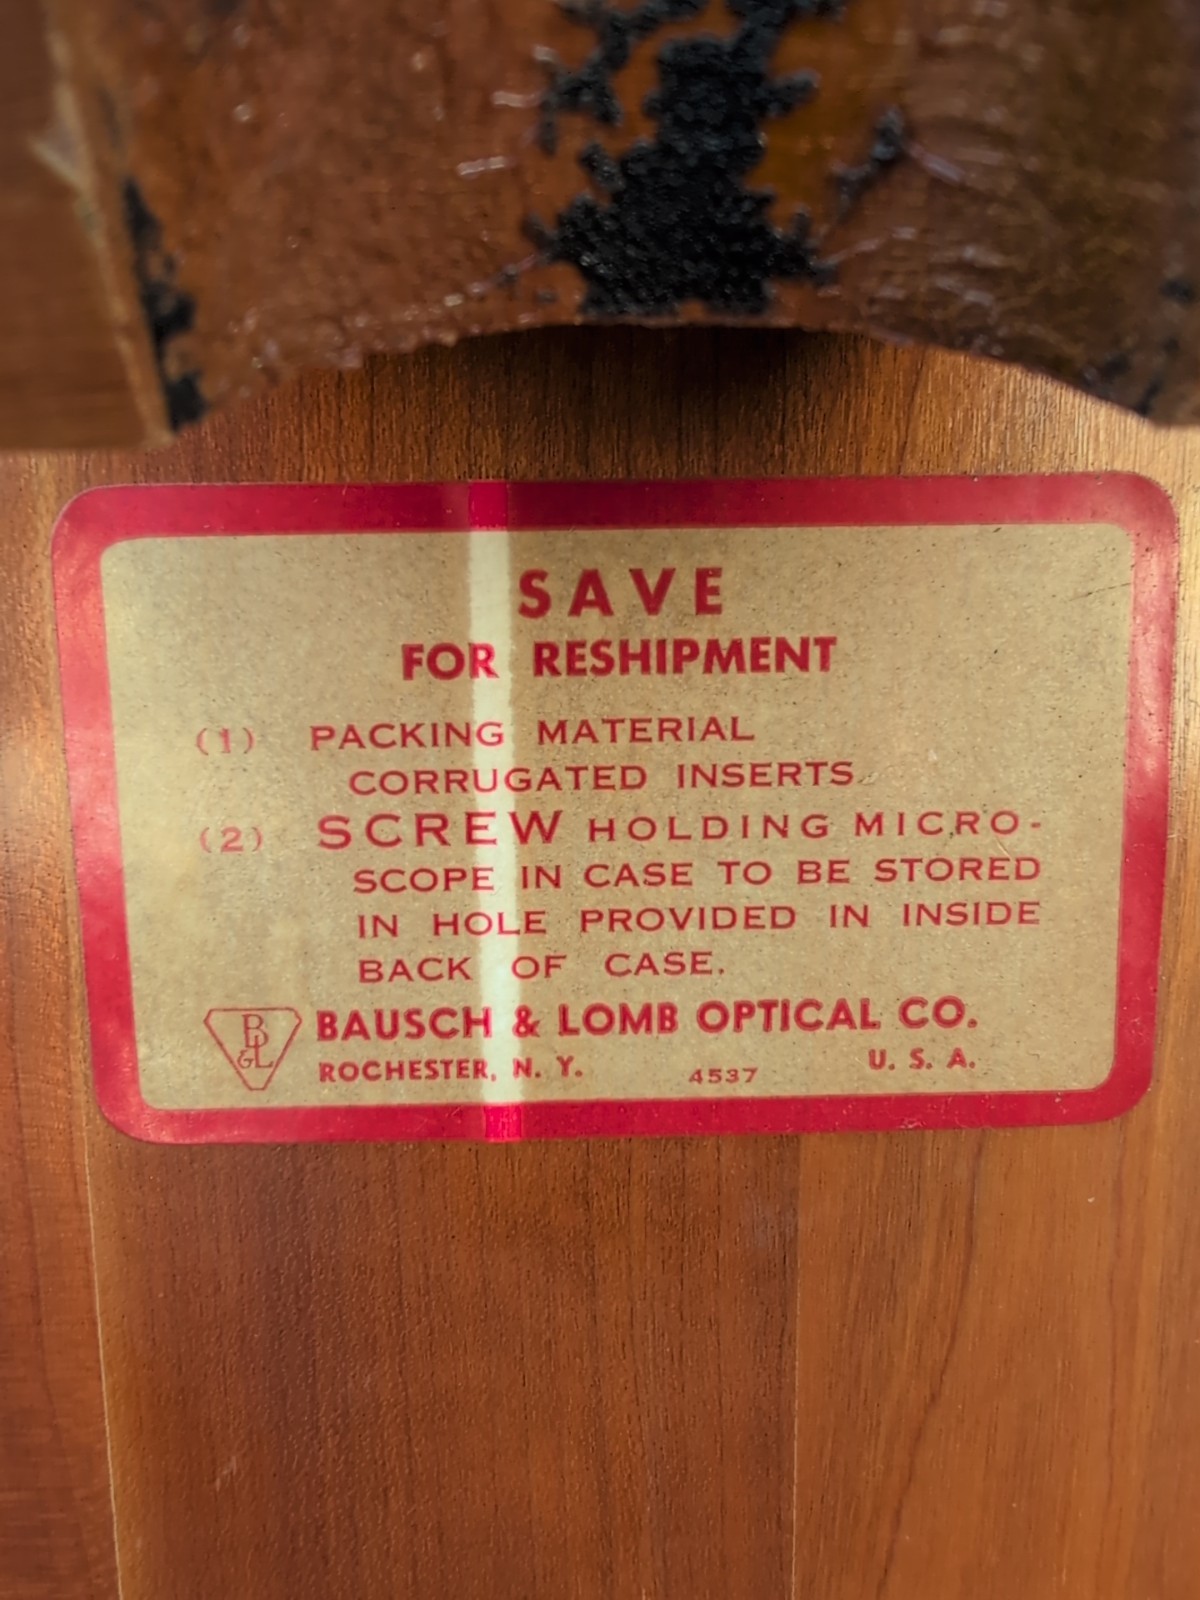 SAVE
FOR RESHIPMENT
(1) PACKING MATERIAL
CORRUGATED INSERTS
(2) SCREW HOLDING MICRO-
SCOPE IN CASE TO BE STORED
IN HOLE PROVIDED IN INSIDE
BACK OF CASE.
B&L BAUSCH & LOMB OPTICAL CO.
ROCHESTER, N. Y. 4537 U. S. A.